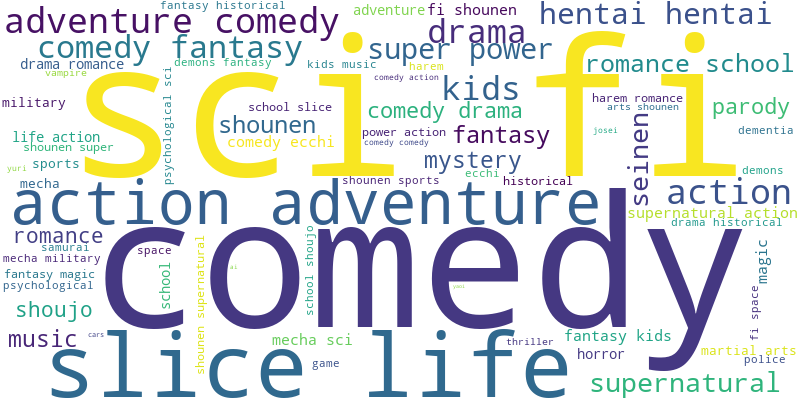 fantasy historical
adventure comedy
adventure
fi shounen
hentai hentai
drama
comedy fantasy
super power
drama romance
demons fantasy
kids music
harem
romance school
vampire
comedy action
sci fi
psychological sci
kids
military
school slice
harem romance
arts shounen
comedy drama
parody
shounen
life action
power action
fantasy
josei
dementia
shounen super
comedy ecchi
comedy comedy
seinen
sports
mystery
yuri
ecchi
demons
mecha
shounen sports
historical
action
action adventure
supernatural action
drama historical
comedy
romance
samurai
space
mecha military
school shoujo
magic
shounen supernatural
fantasy magic
school
psychological
ai
yuoi
shoujo
fi space
music
cars
mecha sci
thriller
fantasy kids
slice life
game
horror
martial arts
police
supernatural